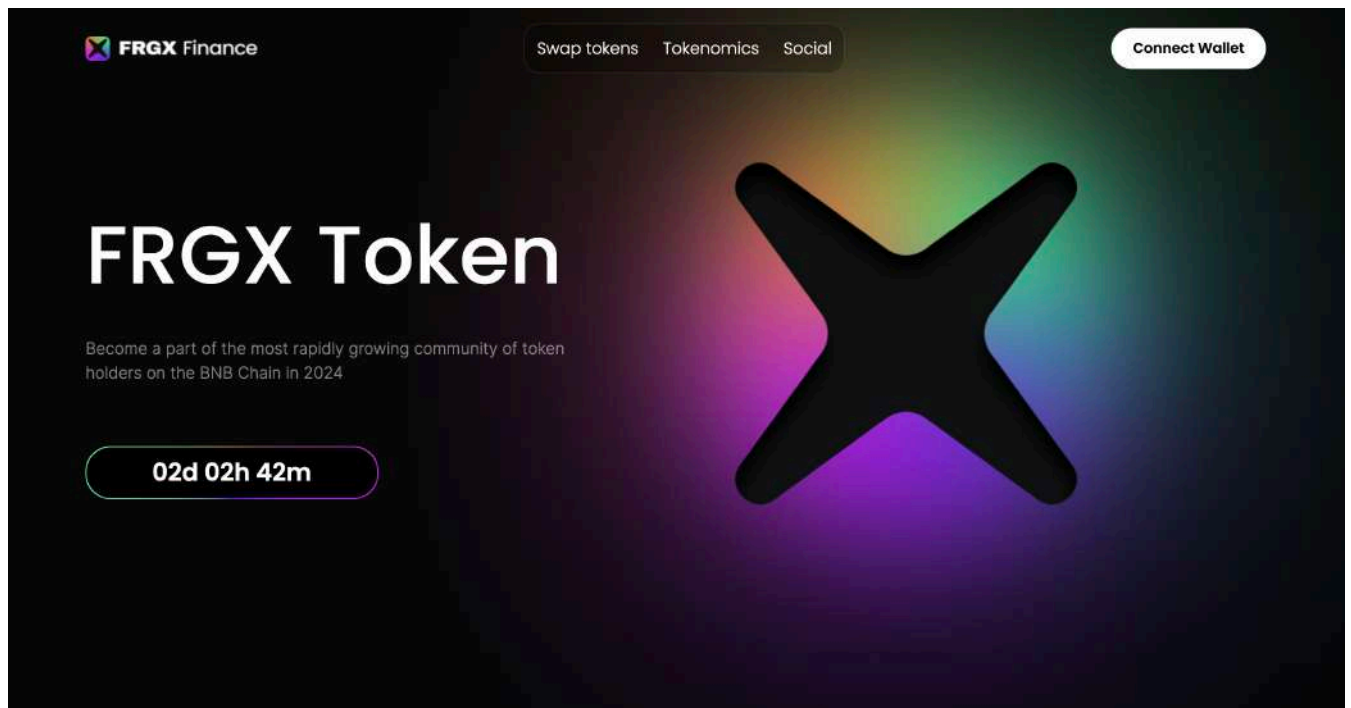 FRGX Finance
Swap tokens Tokenomics Social
Connect Wallet
FRGX Token
Become a part of the most rapidly growing community of token
holders on the BNB Chain in 2024
02d 02h 42m